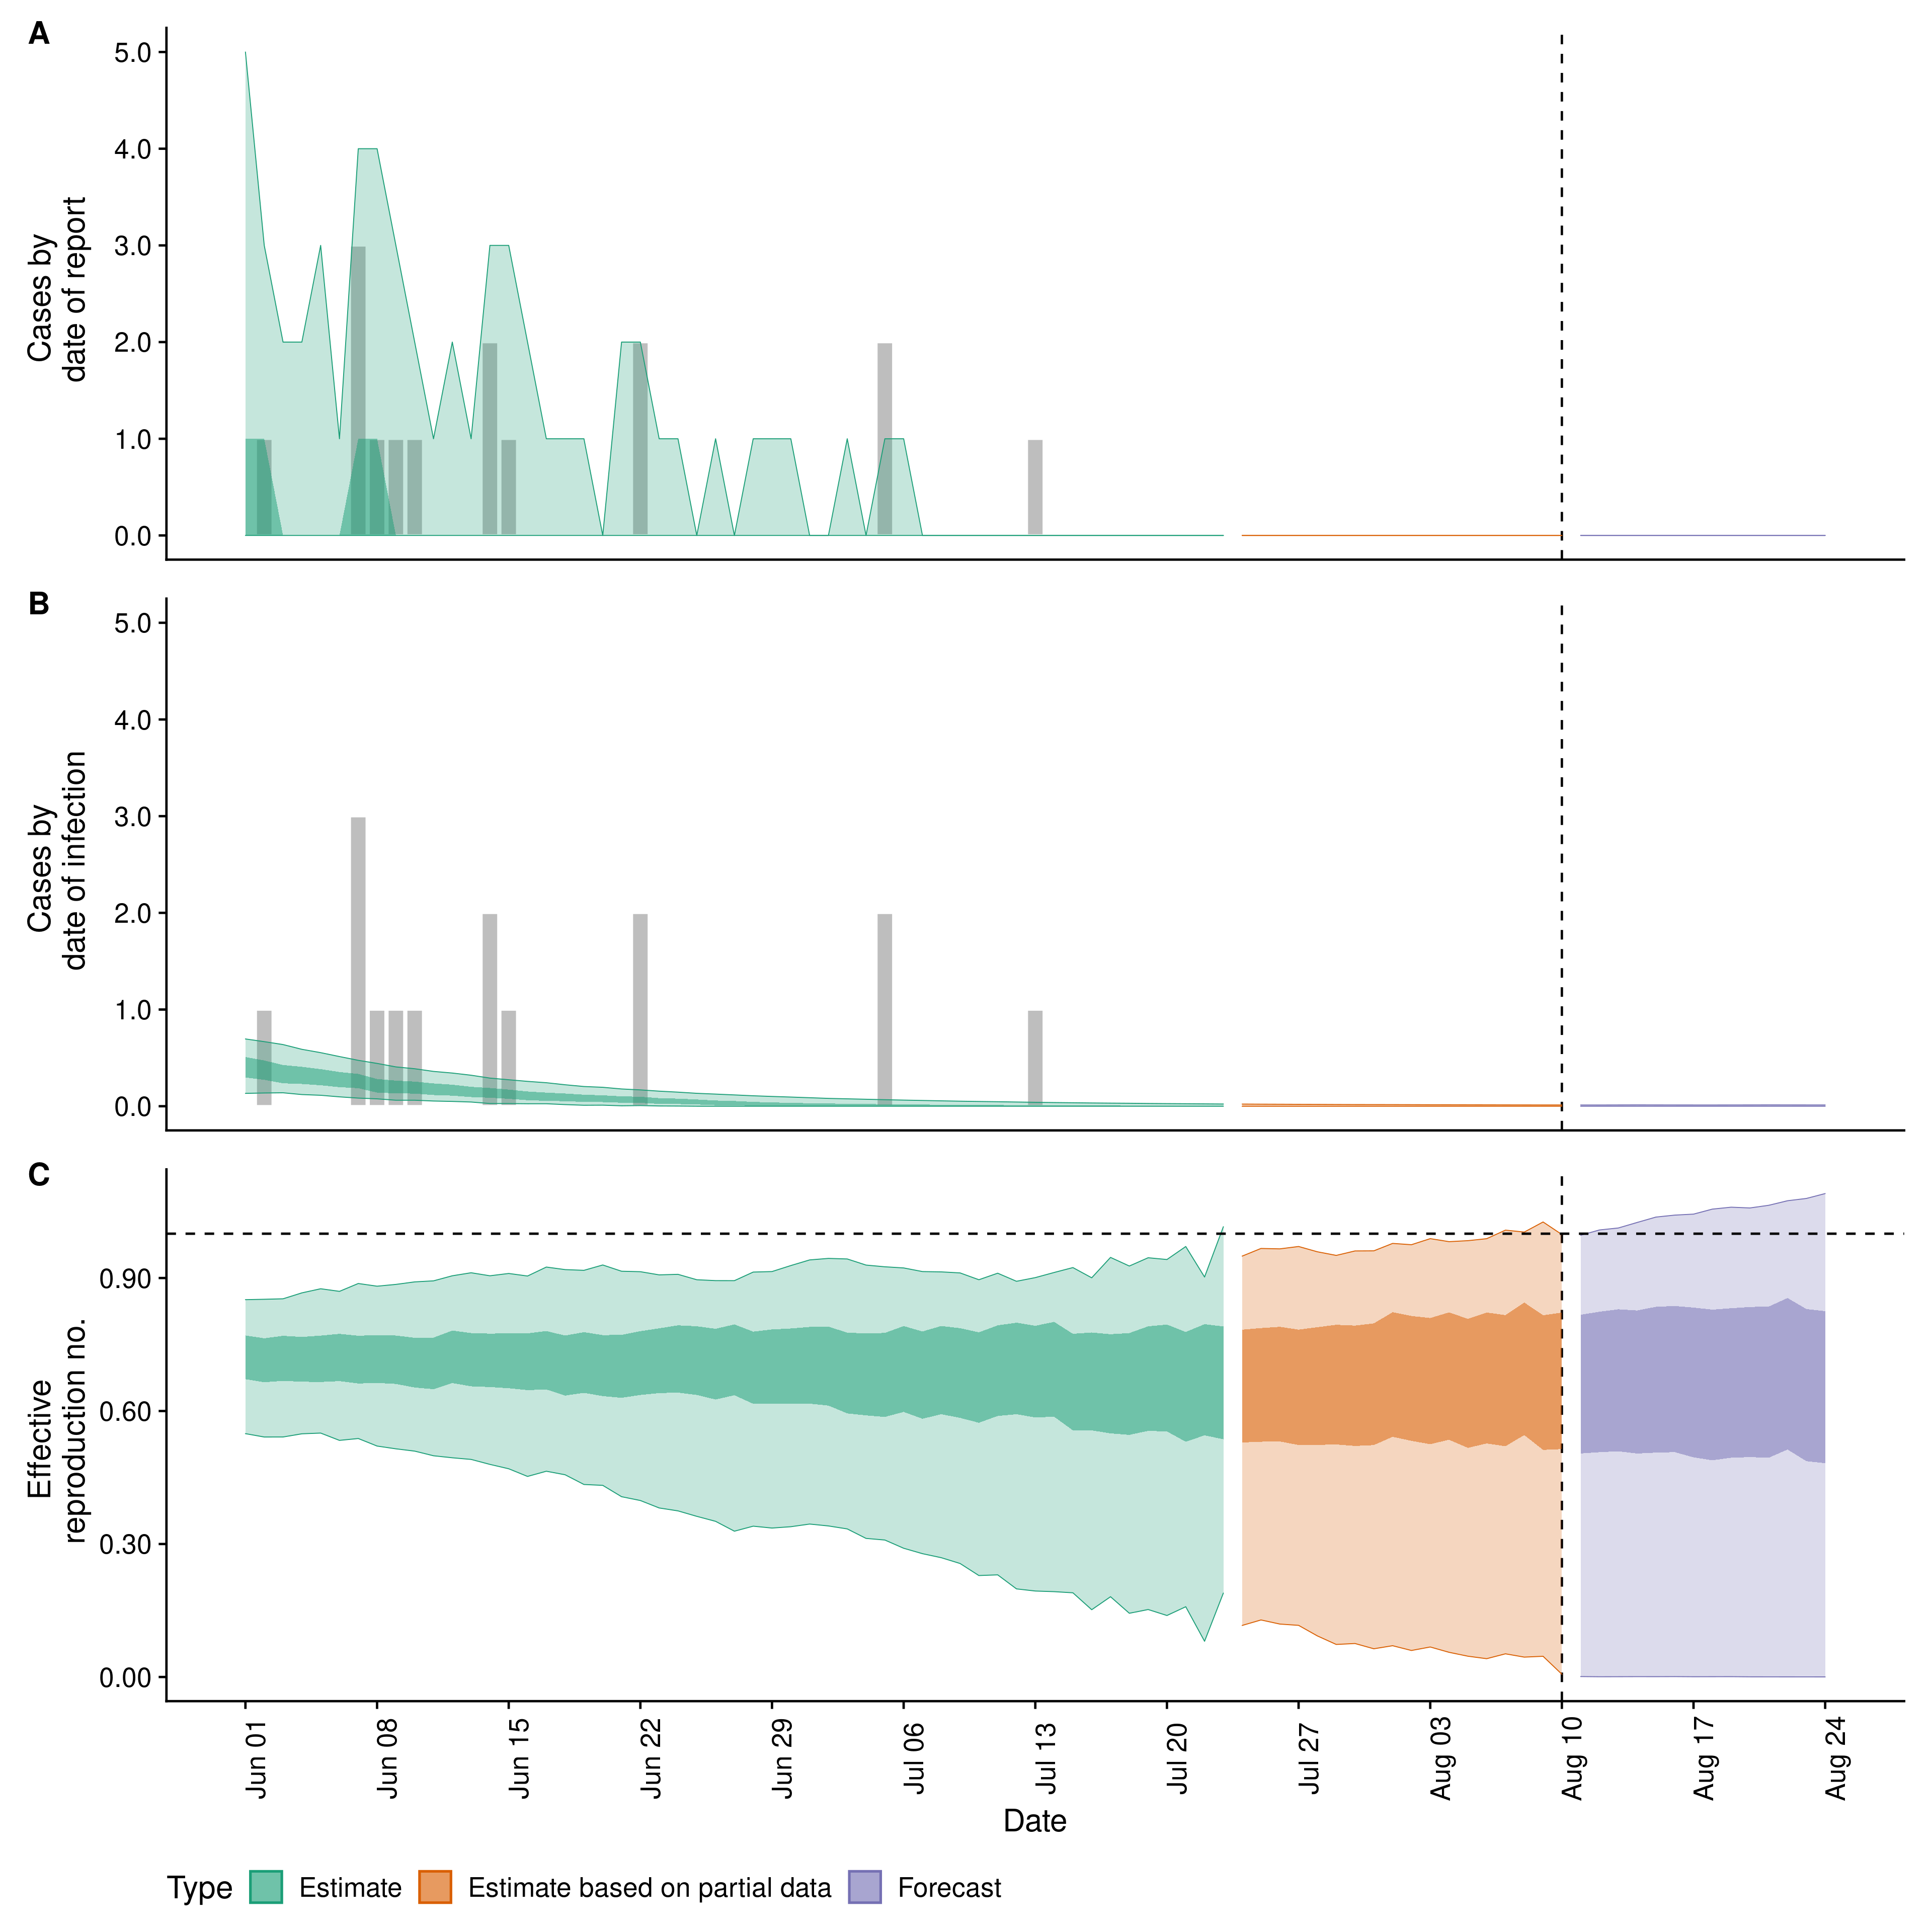 A
5.0
4.0
3.0
2.0
1.0
0.0
Cases by
date of report
B
5.0
4.0
3.0
2.0
1.0
0.0
Cases by
date of infection
C
0.90
0.60
0.30
0.00
Effective
reproduction no.
Jun 01
Jun 08
Jun 15
Jun 22
Jun 29
Jul 06
Jul 13
Jul 20
Jul 27
Aug 03
Aug 10
Aug 17
Aug 24
Date
Type Estimate Estimate based on partial data Forecast